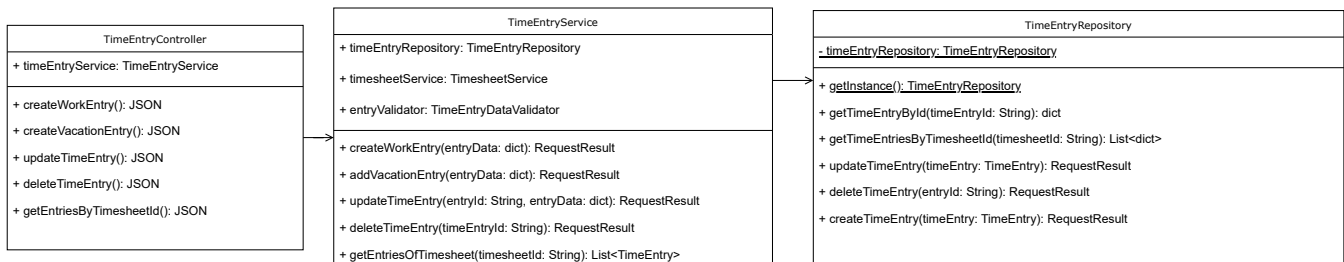 TimeEntryController
+ timeEntryService: TimeEntryService
+ createWorkEntry(): JSON
+ createVacationEntry(): JSON
+ updateTimeEntry(): JSON
+ deleteTimeEntry(): JSON
+ getEntriesByTimesheetId(): JSON
TimeEntryService
+ timeEntryRepository: TimeEntryRepository
+ timesheetService: TimesheetService
+ entryValidator: TimeEntryDataValidator
+ createWorkEntry(entryData: dict): RequestResult
+ addVacationEntry(entryData: dict): RequestResult
+ updateTimeEntry(entryId: String, entryData: dict): RequestResult
+ deleteTimeEntry(timeEntryId: String): RequestResult
+ getEntriesOfTimesheet(timesheetId: String): List<TimeEntry>
TimeEntryRepository
- timeEntryRepository: TimeEntryRepository
+ getInstance(): TimeEntryRepository
+ getTimeEntryById(timeEntryId: String): dict
+ getTimeEntriesByTimesheetId(timesheetId: String): List<dict>
+ updateTimeEntry(timeEntry: TimeEntry): RequestResult
+ deleteTimeEntry(entryId: String): RequestResult
+ createTimeEntry(timeEntry: TimeEntry): RequestResult